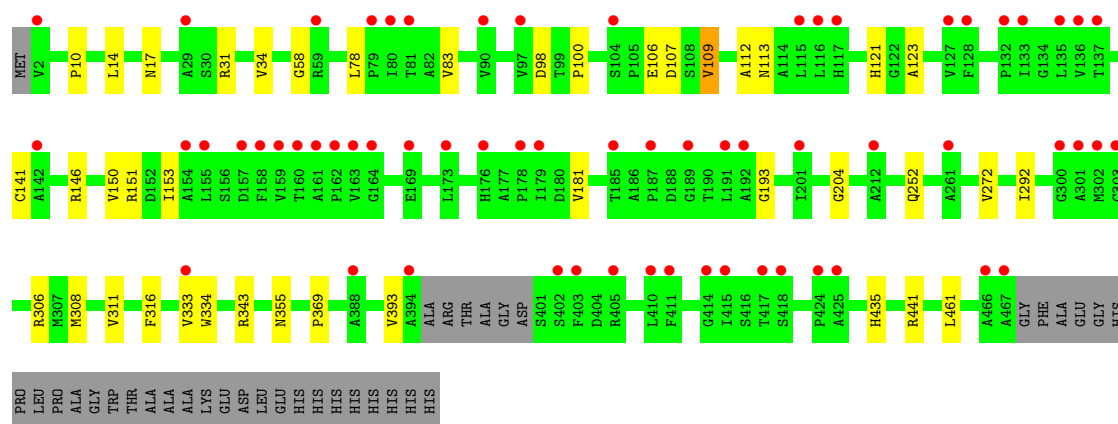 MET V2 P10 L14 N17 A29 S30 R31 V34 G58 R59 L78 P79 I80 T81 A82 V83 V90 V97 D98 T99 P100 S104 P105 E106 D107 S108 V109 A112 N113 A114 L115 L116 H117 H121 G122 A123 V127 F128 P132 I133 G134 L135 V136 T137
C141 A142 R146 V150 R151 D152 I153 A154 L155 S156 D157 F158 V159 T160 A161 P162 V163 G164 E169 L173 H176 A177 P178 I179 D180 V181 T185 A186 P187 D188 G189 T190 L191 A192 G193 I201 G204 A212 Q252 A261 V272 I292 G300 A301 M302
R306 M307 M308 V311 F316 V333 W334 R343 N355 P369 A388 V393 A394 ALA ARG THR ALA GLY ASP S401 S402 F403 D404 R405 L410 F411 G414 I415 S416 T417 S418 P424 A425 H435 R441 L461 A466 A467 GLY PHE ALA GLU GLY HIS
PRO LEU PRO ALA GLY TRP THR THR ALA ALA ALA LYS GLU ASP LEU GLU HIS HIS HIS HIS HIS HIS HIS HIS